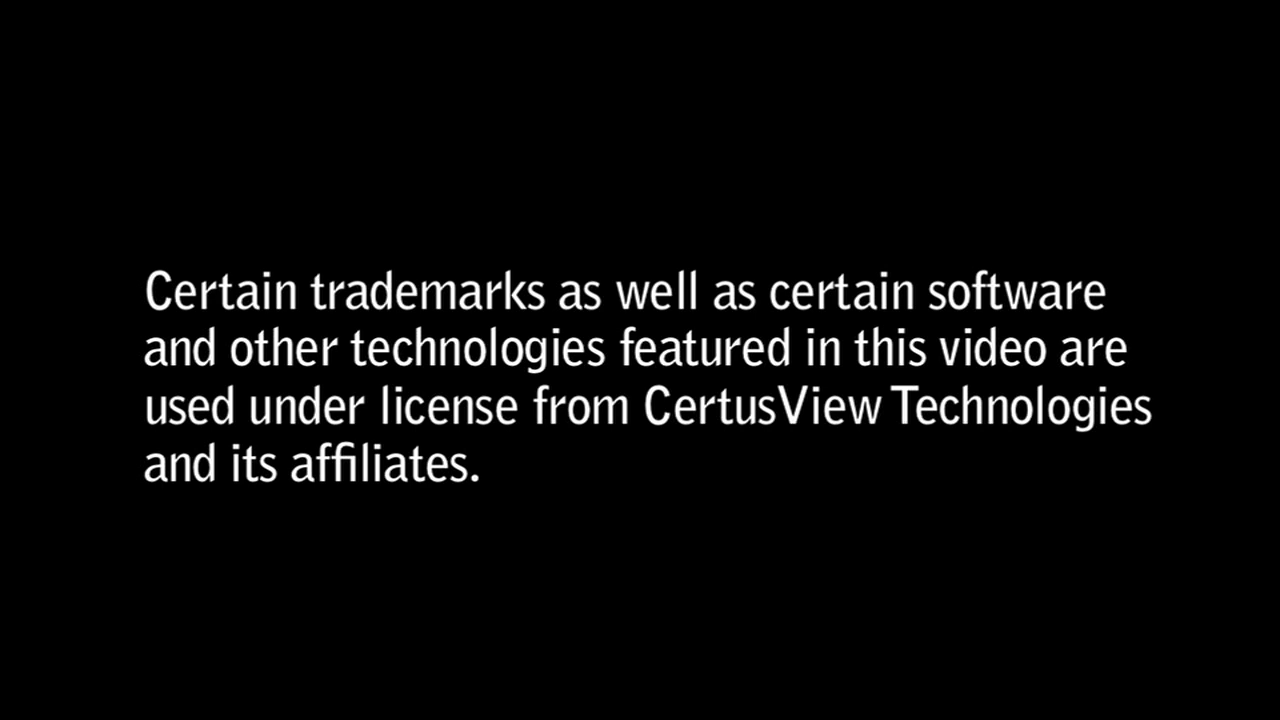 Certain trademarks as well as certain software
and other technologies featured in this video are
used under license from CertusView Technologies
and its affiliates.